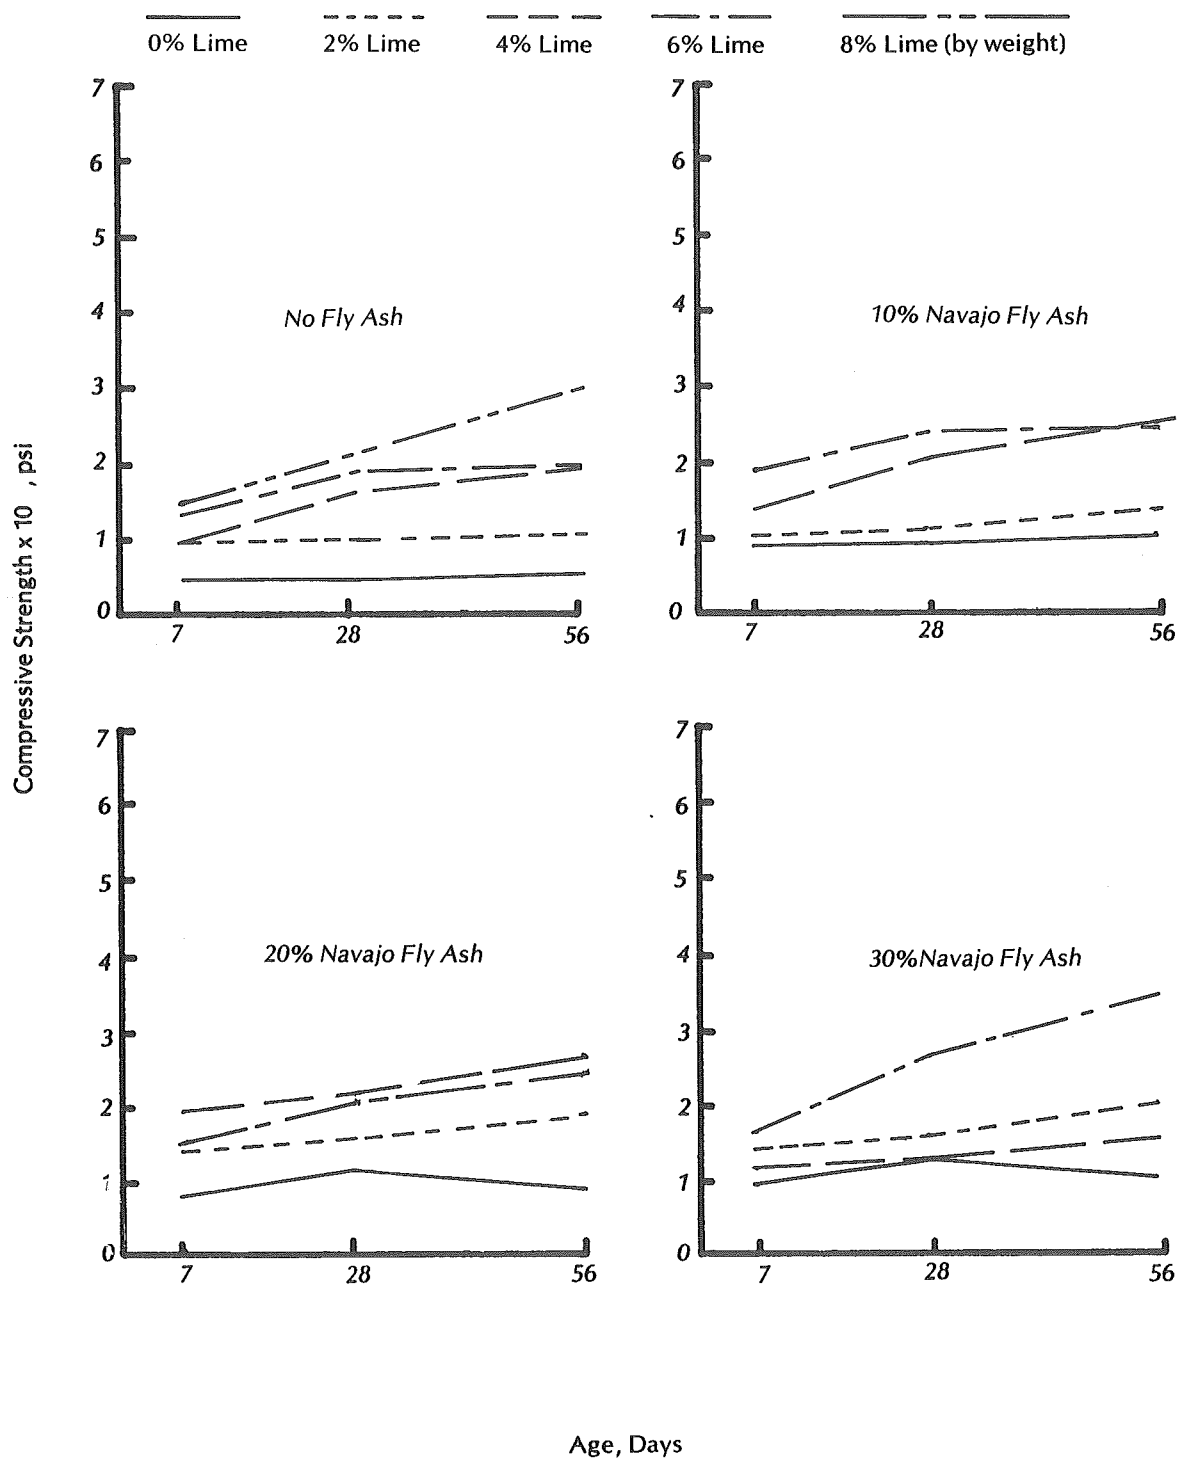 0% Lime 2% Lime 4% Lime 6% Lime 8% Lime (by weight)
7
6
5
4
3
2
1
0
No Fly Ash
7 28 56
7
6
5
4
3
2
1
0
10% Navajo Fly Ash
7 28 56
Compressive Strength x 10 , psi
7
6
5
4
3
2
1
0
20% Navajo Fly Ash
7 28 56
7
6
5
4
3
2
1
0
30%Navajo Fly Ash
7 28 56
Age, Days